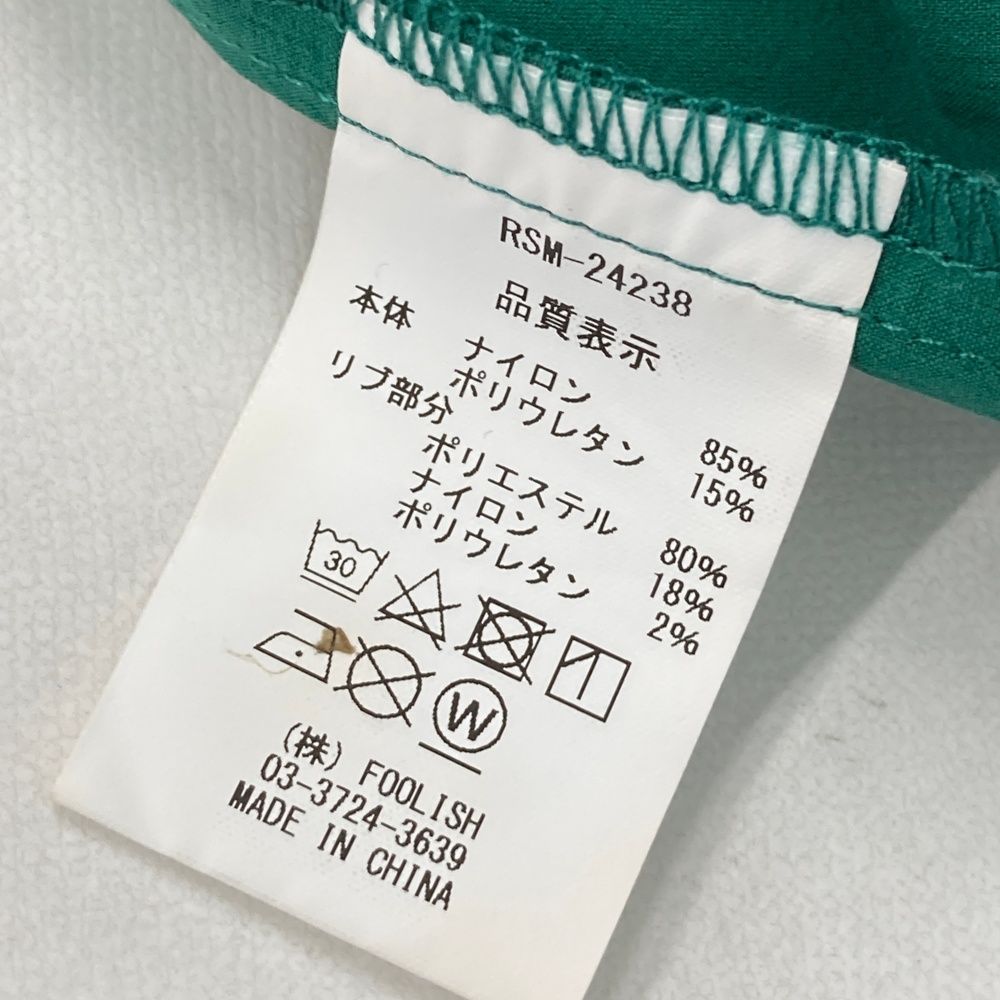 RSM-24238
品質表示
本体
ナイロン 85%
ポリウレタン 15%
リブ部分
ポリエステル 80%
ナイロン 18%
ポリウレタン 2%
30
W
(株) FOOLISH
03-3724-3639
MADE IN CHINA